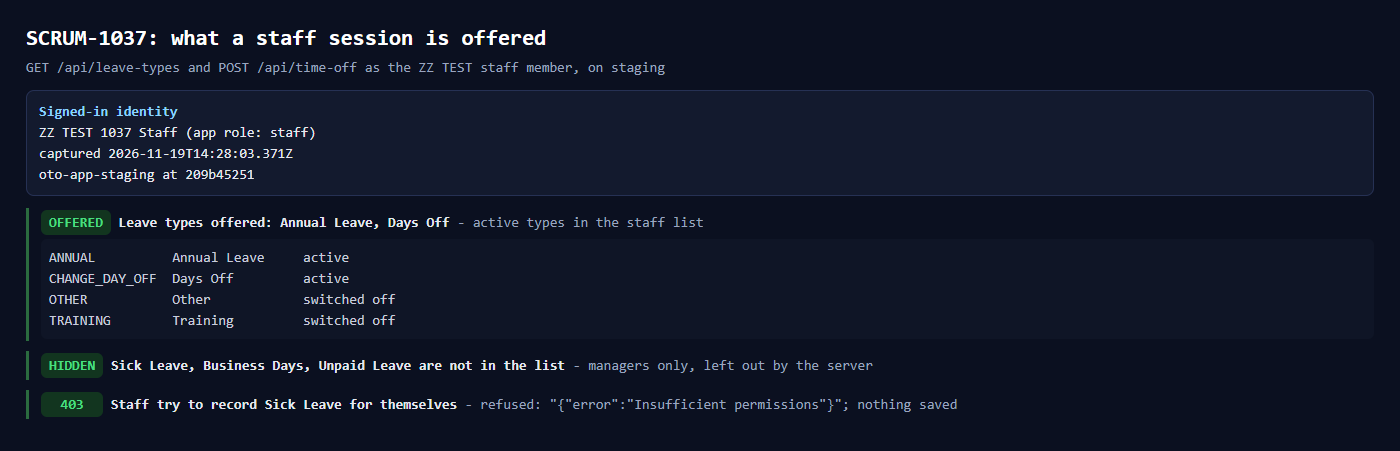 SCRUM-1037: what a staff session is offered
GET /api/leave-types and POST /api/time-off as the ZZ TEST staff member, on staging
Signed-in identity
ZZ TEST 1037 Staff (app role: staff)
captured 2026-11-19T14:28:03.371Z
oto-app-staging at 209b45251
OFFERED Leave types offered: Annual Leave, Days Off - active types in the staff list
ANNUAL Annual Leave active
CHANGE_DAY_OFF Days Off active
OTHER Other switched off
TRAINING Training switched off
HIDDEN Sick Leave, Business Days, Unpaid Leave are not in the list - managers only, left out by the server
403 Staff try to record Sick Leave for themselves - refused: "{"error":"Insufficient permissions"}"; nothing saved